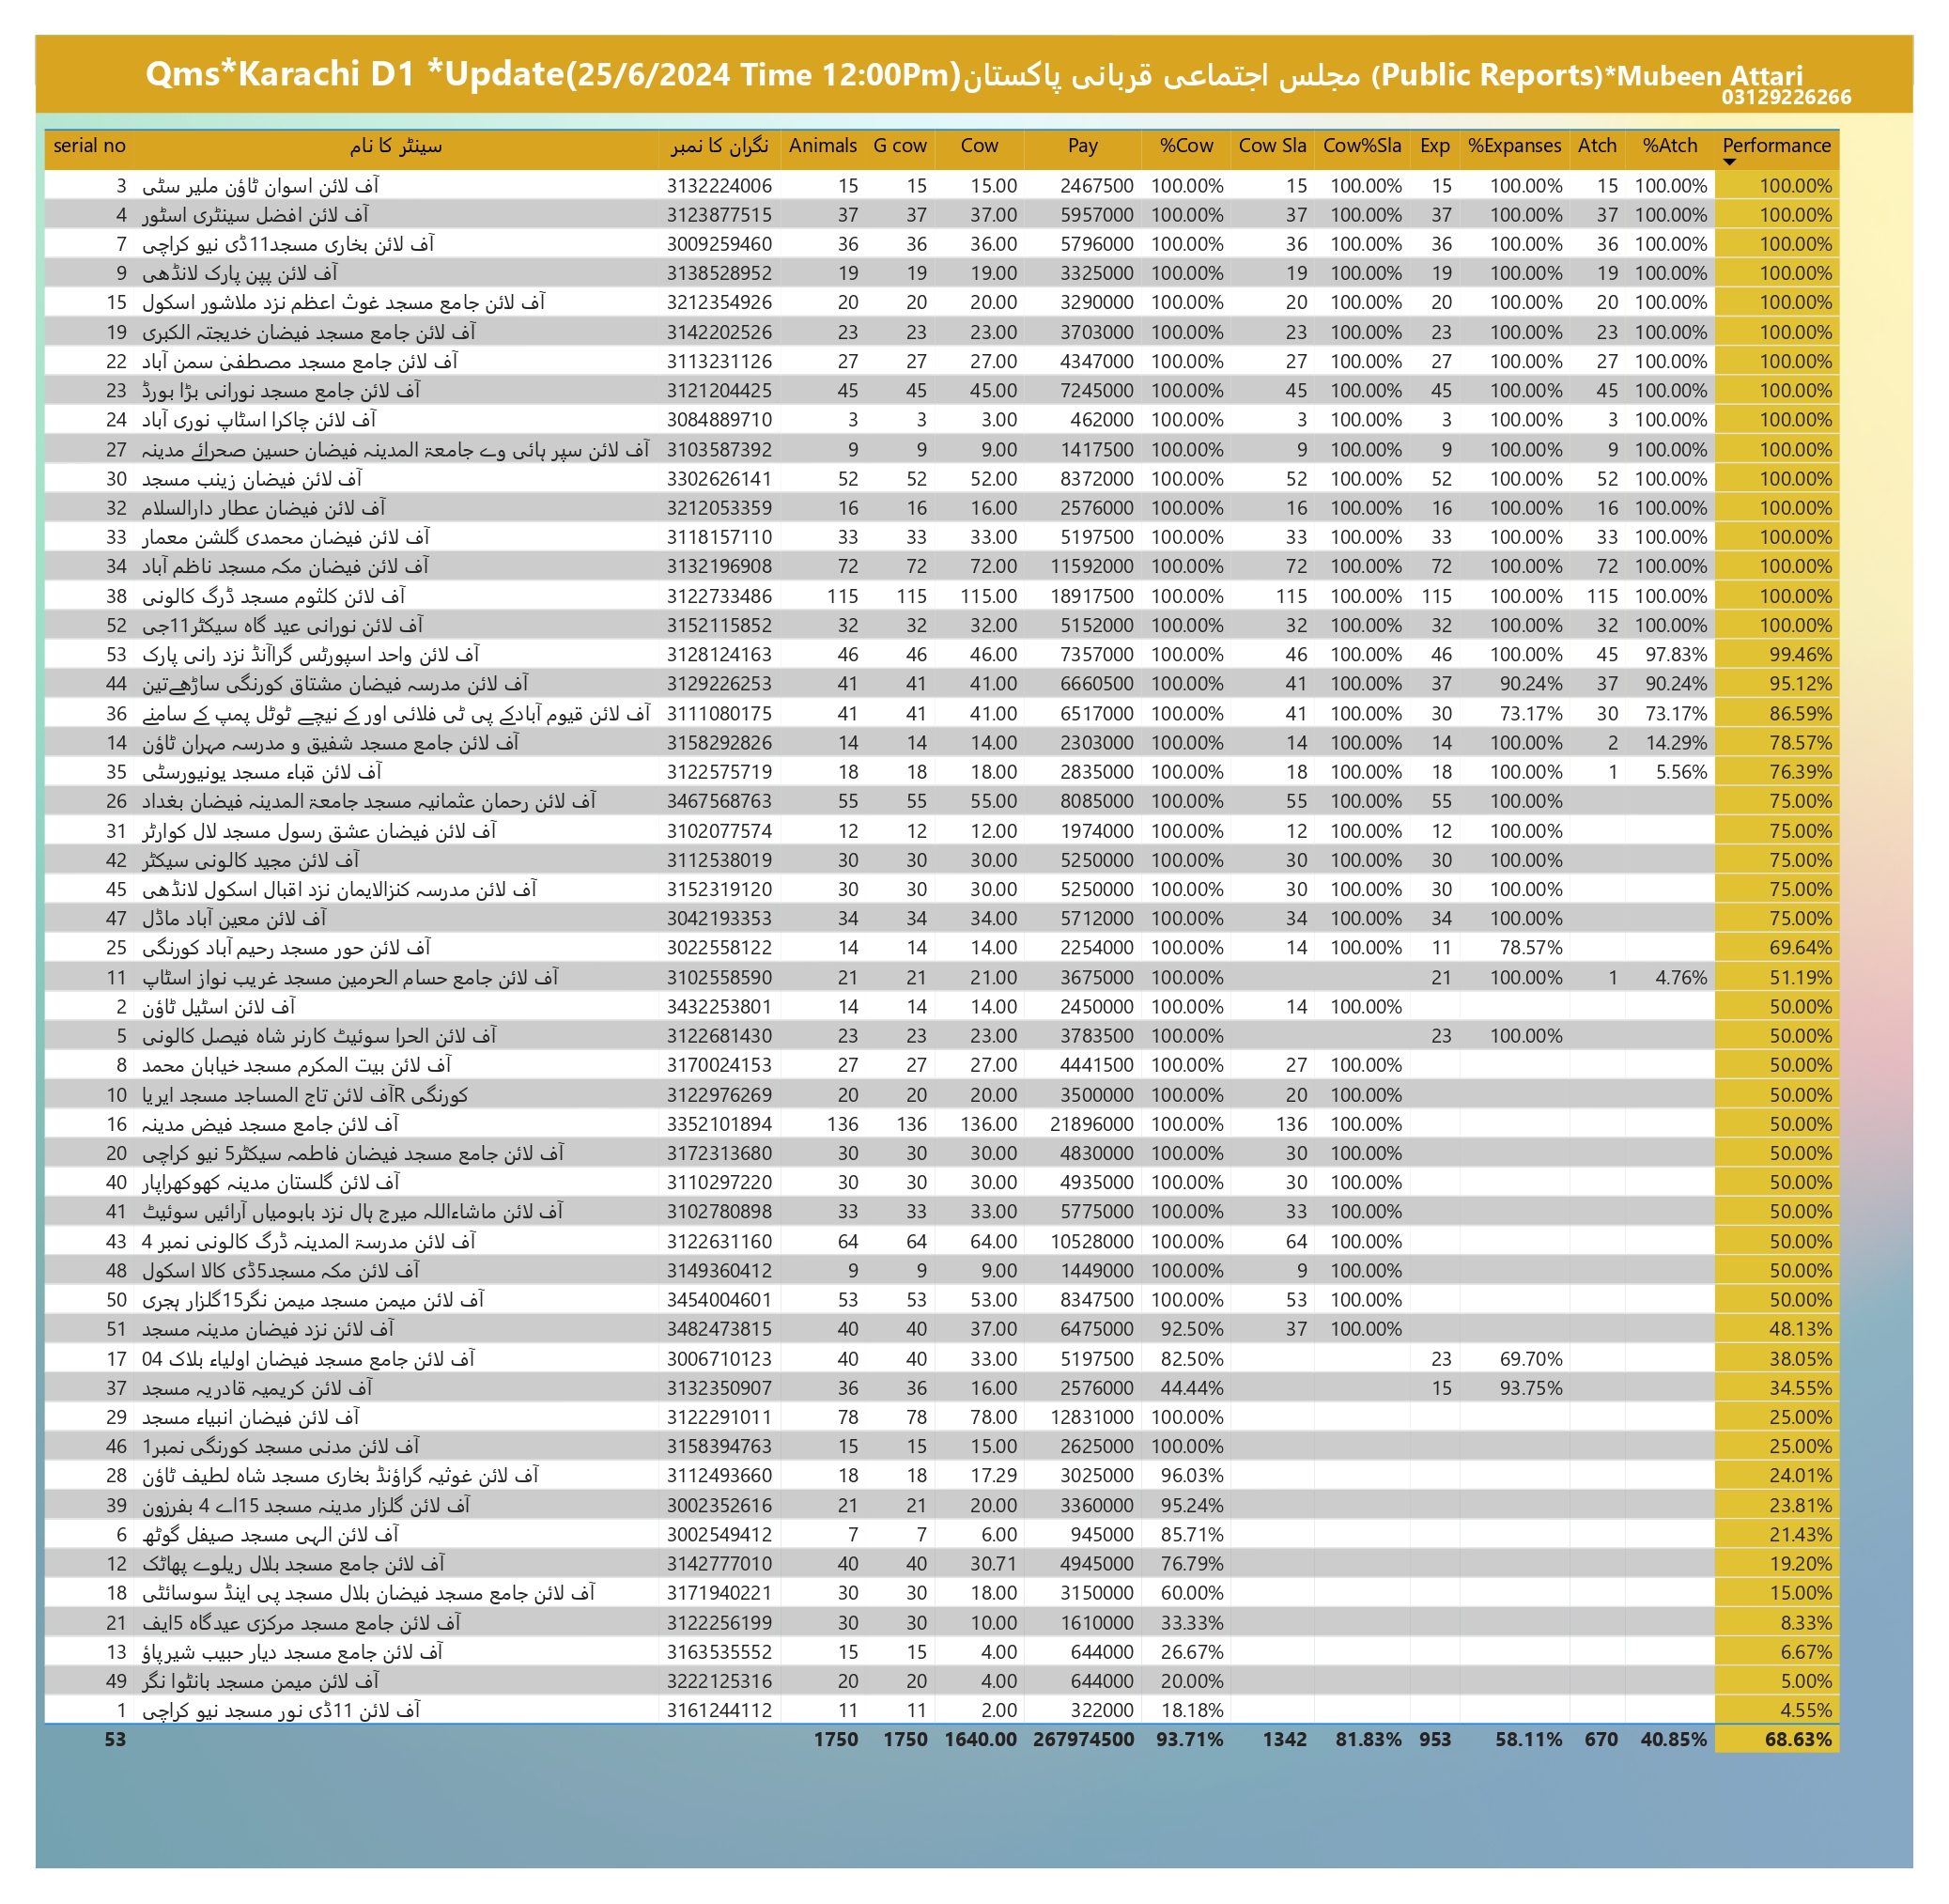 Qms*Karachi D1 *Update(25/6/2024 Time 12:00Pm)مجلس اجتماعی قربانی پاکستان (Public Reports)*Mubeen Attari
03129226266
serial no سینٹر کا نام نگران کا نمبر Animals G cow Cow Pay %Cow Cow Sla Cow%Sla Exp %Expanses Atch %Atch Performance
3 آف لائن اسوان ٹاؤن ملیر سٹی 3132224006 15 15 15.00 2467500 100.00% 15 100.00% 15 100.00% 15 100.00% 100.00%
4 آف لائن افضل سینٹری اسٹور 3123877515 37 37 37.00 5957000 100.00% 37 100.00% 37 100.00% 37 100.00% 100.00%
7 آف لائن بخاری مسجد11ڈی نیو کراچی 3009259460 36 36 36.00 5796000 100.00% 36 100.00% 36 100.00% 36 100.00% 100.00%
9 آف لائن پپن پارک لانڈھی 3138528952 19 19 19.00 3325000 100.00% 19 100.00% 19 100.00% 19 100.00% 100.00%
15 آف لائن جامع مسجد غوث اعظم نزد ملاشور اسکول 3212354926 20 20 20.00 3290000 100.00% 20 100.00% 20 100.00% 20 100.00% 100.00%
19 آف لائن جامع مسجد فیضان خدیجتہ الکبری 3142202526 23 23 23.00 3703000 100.00% 23 100.00% 23 100.00% 23 100.00% 100.00%
22 آف لائن جامع مسجد مصطفیٰ سمن آباد 3113231126 27 27 27.00 4347000 100.00% 27 100.00% 27 100.00% 27 100.00% 100.00%
23 آف لائن جامع مسجد نورانی بڑا بورڈ 3121204425 45 45 45.00 7245000 100.00% 45 100.00% 45 100.00% 45 100.00% 100.00%
24 آف لائن چاکرا اسٹاپ نوری آباد 3084889710 3 3 3.00 462000 100.00% 3 100.00% 3 100.00% 3 100.00% 100.00%
27 آف لائن سپر ہائی وے جامعۃ المدینہ فیضان حسین صحرائے مدینہ 3103587392 9 9 9.00 1417500 100.00% 9 100.00% 9 100.00% 9 100.00% 100.00%
30 آف لائن فیضان زینب مسجد 3302626141 52 52 52.00 8372000 100.00% 52 100.00% 52 100.00% 52 100.00% 100.00%
32 آف لائن فیضان عطار دارالسلام 3212053359 16 16 16.00 2576000 100.00% 16 100.00% 16 100.00% 16 100.00% 100.00%
33 آف لائن فیضان محمدی گلشن معمار 3118157110 33 33 33.00 5197500 100.00% 33 100.00% 33 100.00% 33 100.00% 100.00%
34 آف لائن فیضان مکہ مسجد ناظم آباد 3132196908 72 72 72.00 11592000 100.00% 72 100.00% 72 100.00% 72 100.00% 100.00%
38 آف لائن کلثوم مسجد ڈرگ کالونی 3122733486 115 115 115.00 18917500 100.00% 115 100.00% 115 100.00% 115 100.00% 100.00%
52 آف لائن نورانی عید گاہ سیکٹر11جی 3152115852 32 32 32.00 5152000 100.00% 32 100.00% 32 100.00% 32 100.00% 100.00%
53 آف لائن واحد اسپورٹس گراآنڈ نزد رانی پارک 3128124163 46 46 46.00 7357000 100.00% 46 100.00% 46 100.00% 45 97.83% 99.46%
44 آف لائن مدرسہ فیضان مشتاق کورنگی ساڑھےتین 3129226253 41 41 41.00 6660500 100.00% 41 100.00% 37 90.24% 37 90.24% 95.12%
36 آف لائن قیوم آبادکے پی ٹی فلائی اور کے نیچے ٹوٹل پمپ کے سامنے 3111080175 41 41 41.00 6517000 100.00% 41 100.00% 30 73.17% 30 73.17% 86.59%
14 آف لائن جامع مسجد شفیق و مدرسہ مہران ٹاؤن 3158292826 14 14 14.00 2303000 100.00% 14 100.00% 14 100.00% 2 14.29% 78.57%
35 آف لائن قباء مسجد یونیورسٹی 3122575719 18 18 18.00 2835000 100.00% 18 100.00% 18 100.00% 1 5.56% 76.39%
26 آف لائن رحمان عثمانیہ مسجد جامعۃ المدینہ فیضان بغداد 3467568763 55 55 55.00 8085000 100.00% 55 100.00% 55 100.00% 75.00%
31 آف لائن فیضان عشق رسول مسجد لال کوارٹر 3102077574 12 12 12.00 1974000 100.00% 12 100.00% 12 100.00% 75.00%
42 آف لائن مجید کالونی سیکٹر 3112538019 30 30 30.00 5250000 100.00% 30 100.00% 30 100.00% 75.00%
45 آف لائن مدرسہ کنزالایمان نزد اقبال اسکول لانڈھی 3152319120 30 30 30.00 5250000 100.00% 30 100.00% 30 100.00% 75.00%
47 آف لائن معین آباد ماڈل 3042193353 34 34 34.00 5712000 100.00% 34 100.00% 34 100.00% 75.00%
25 آف لائن حور مسجد رحیم آباد کورنگی 3022558122 14 14 14.00 2254000 100.00% 14 100.00% 11 78.57% 69.64%
11 آف لائن جامع حسام الحرمین مسجد غریب نواز اسٹاپ 3102558590 21 21 21.00 3675000 100.00% 21 100.00% 1 4.76% 51.19%
2 آف لائن اسٹیل ٹاؤن 3432253801 14 14 14.00 2450000 100.00% 14 100.00% 50.00%
5 آف لائن الحرا سوئیٹ کارنر شاہ فیصل کالونی 3122681430 23 23 23.00 3783500 100.00% 23 100.00% 50.00%
8 آف لائن بیت المکرم مسجد خیابان محمد 3170024153 27 27 27.00 4441500 100.00% 27 100.00% 50.00%
10 آف لائن تاج المساجد مسجد ایریا R کورنگی 3122976269 20 20 20.00 3500000 100.00% 20 100.00% 50.00%
16 آف لائن جامع مسجد فیض مدینہ 3352101894 136 136 136.00 21896000 100.00% 136 100.00% 50.00%
20 آف لائن جامع مسجد فیضان فاطمہ سیکٹر5 نیو کراچی 3172313680 30 30 30.00 4830000 100.00% 30 100.00% 50.00%
40 آف لائن گلستان مدینہ کھوکھراپار 3110297220 30 30 30.00 4935000 100.00% 30 100.00% 50.00%
41 آف لائن ماشاءاللہ میرج ہال نزد بابومیاں آرائیں سوئیٹ 3102780898 33 33 33.00 5775000 100.00% 33 100.00% 50.00%
43 آف لائن مدرسۃ المدینہ ڈرگ کالونی نمبر 4 3122631160 64 64 64.00 10528000 100.00% 64 100.00% 50.00%
48 آف لائن مکہ مسجد5ڈی کالا اسکول 3149360412 9 9 9.00 1449000 100.00% 9 100.00% 50.00%
50 آف لائن میمن مسجد میمن نگر15گلزار ہجری 3454004601 53 53 53.00 8347500 100.00% 53 100.00% 50.00%
51 آف لائن نزد فیضان مدینہ مسجد 3482473815 40 40 37.00 6475000 92.50% 37 100.00% 48.13%
17 آف لائن جامع مسجد فیضان اولیاء بلاک 04 3006710123 40 40 33.00 5197500 82.50% 23 69.70% 38.05%
37 آف لائن کریمیہ قادریہ مسجد 3132350907 36 36 16.00 2576000 44.44% 15 93.75% 34.55%
29 آف لائن فیضان انبیاء مسجد 3122291011 78 78 78.00 12831000 100.00% 25.00%
46 آف لائن مدنی مسجد کورنگی نمبر1 3158394763 15 15 15.00 2625000 100.00% 25.00%
28 آف لائن غوثیہ گراؤنڈ بخاری مسجد شاہ لطیف ٹاؤن 3112493660 18 18 17.29 3025000 96.03% 24.01%
39 آف لائن گلزار مدینہ مسجد 15اے 4 بفرزون 3002352616 21 21 20.00 3360000 95.24% 23.81%
6 آف لائن الہی مسجد صیفل گوٹھ 3002549412 7 7 6.00 945000 85.71% 21.43%
12 آف لائن جامع مسجد بلال ریلوے پھاٹک 3142777010 40 40 30.71 4945000 76.79% 19.20%
18 آف لائن جامع مسجد فیضان بلال مسجد پی اینڈ سوسائٹی 3171940221 30 30 18.00 3150000 60.00% 15.00%
21 آف لائن جامع مسجد مرکزی عیدگاہ 5ایف 3122256199 30 30 10.00 1610000 33.33% 8.33%
13 آف لائن جامع مسجد دیار حبیب شیرپاؤ 3163535552 15 15 4.00 644000 26.67% 6.67%
49 آف لائن میمن مسجد بانٹوا نگر 3222125316 20 20 4.00 644000 20.00% 5.00%
1 آف لائن 11ڈی نور مسجد نیو کراچی 3161244112 11 11 2.00 322000 18.18% 4.55%
53 1750 1750 1640.00 267974500 93.71% 1342 81.83% 953 58.11% 670 40.85% 68.63%